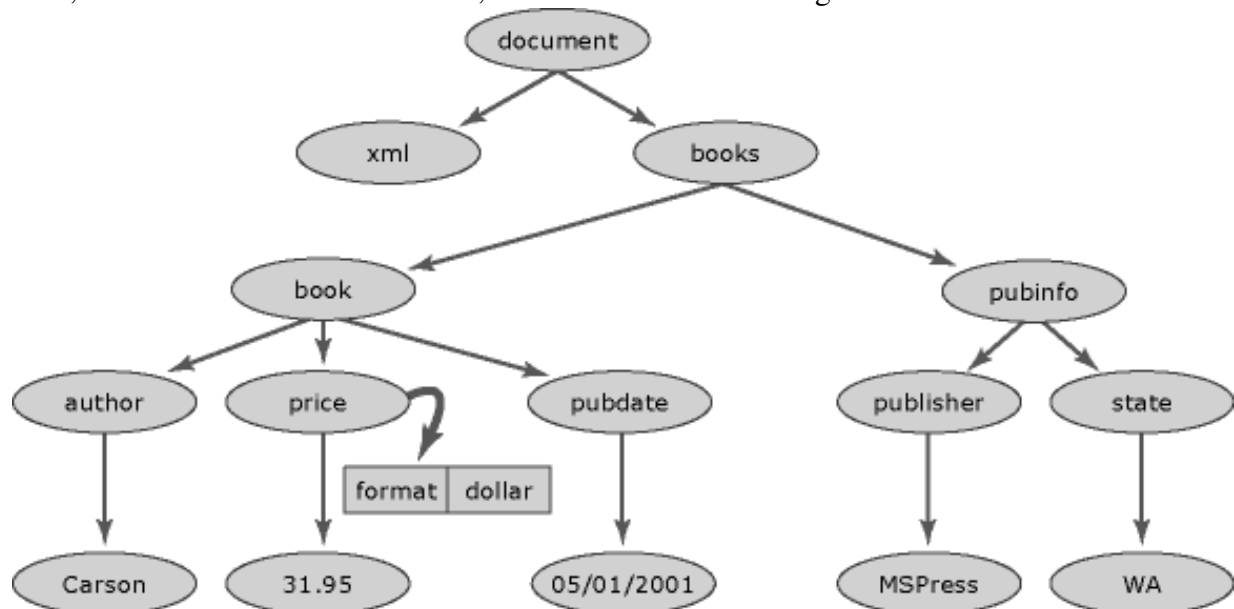 document
xml
books
book
pubinfo
author
price
pubdate
publisher
state
format
dollar
Carson
31.95
05/01/2001
MSPress
WA